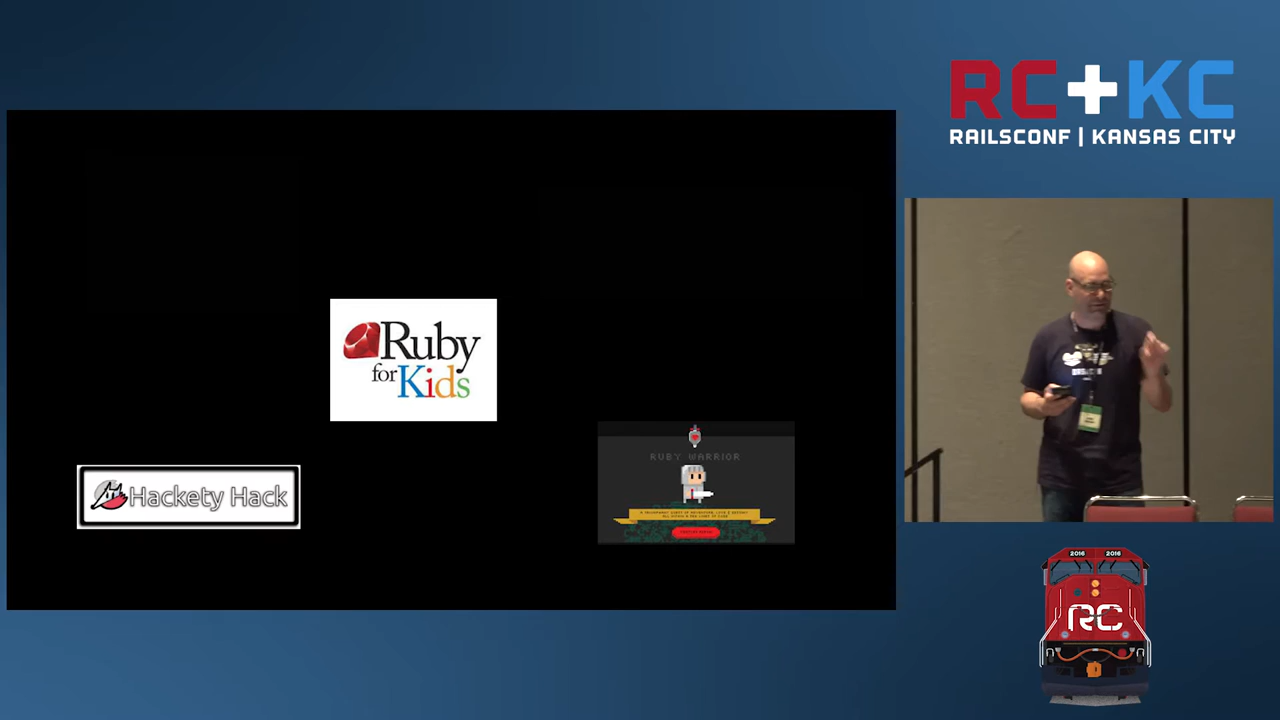 RC+KC
RAILSCONF | KANSAS CITY
Ruby
for Kids
Hackety Hack
RUBY WARRIOR
2016
2016
RC